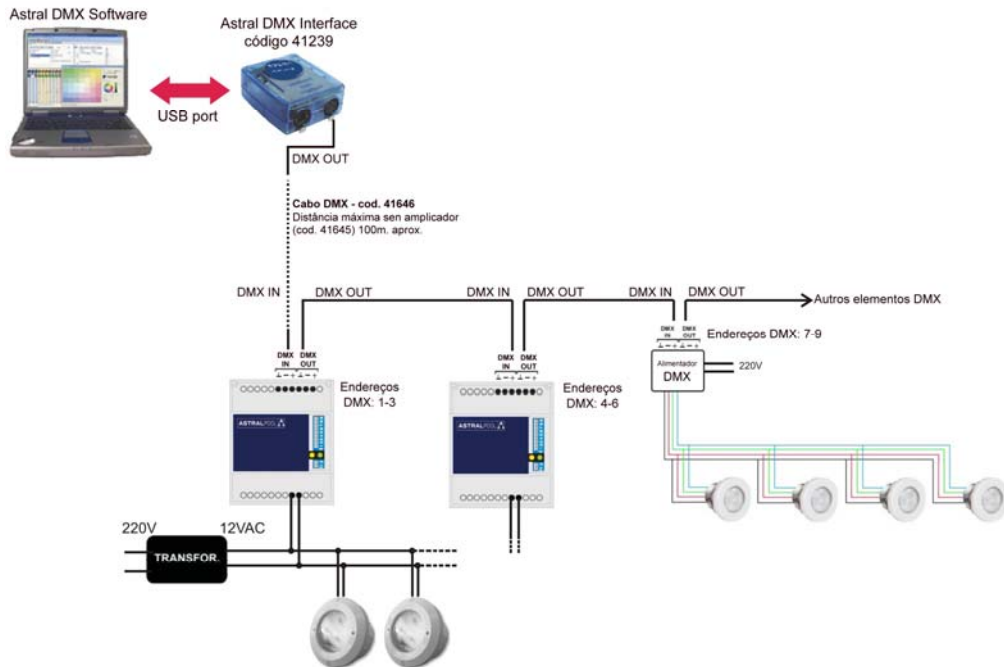 Astral DMX Software
Astral DMX Interface
código 41239
USB port
DMX OUT
Cabo DMX - cod. 41646
Distância máxima sen amplicador
(cod. 41645) 100m. aprox.
DMX IN
DMX OUT
DMX IN
DMX OUT
DMX IN
DMX OUT
Autros elementos DMX
DMX IN
DMX OUT
Endereços DMX: 7-9
Alimentador
DMX
220V
DMX IN
DMX OUT
Endereços
DMX: 1-3
ASTRALPOOL
DMX IN
DMX OUT
Endereços
DMX: 4-6
ASTRALPOOL
220V
12VAC
TRANSFOR.